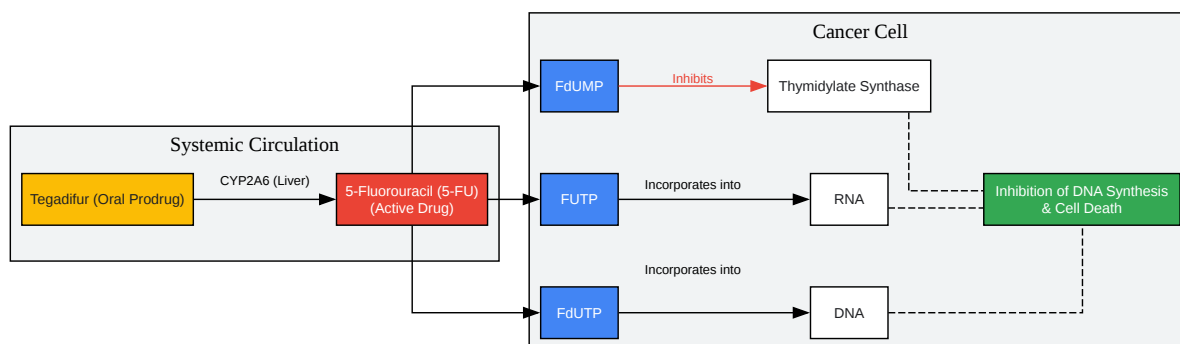 Cancer Cell
FdUMP
Inhibits
Thymidylate Synthase
Systemic Circulation
Tegadifur (Oral Prodrug)
CYP2A6 (Liver)
5-Fluorouracil (5-FU)
(Active Drug)
FUTP
Incorporates into
RNA
Inhibition of DNA Synthesis
& Cell Death
FdUTP
Incorporates into
DNA